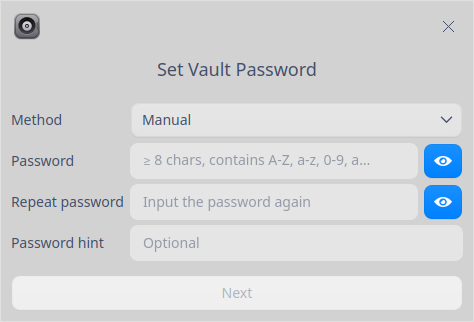 Set Vault Password
Method Manual
Password ≥ 8 chars, contains A-Z, a-z, 0-9, a...
Repeat password Input the password again
Password hint Optional
Next